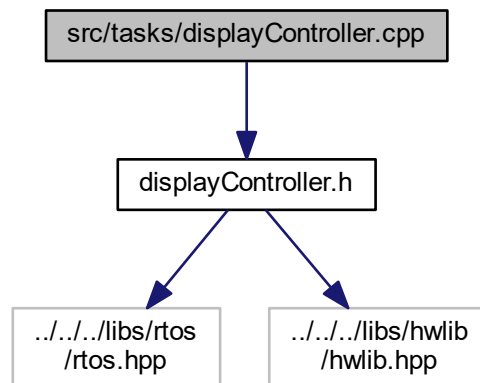 src/tasks/displayController.cpp
displayController.h
../../../libs/rtos
/rtos.hpp
../../../libs/hwlib
/hwlib.hpp